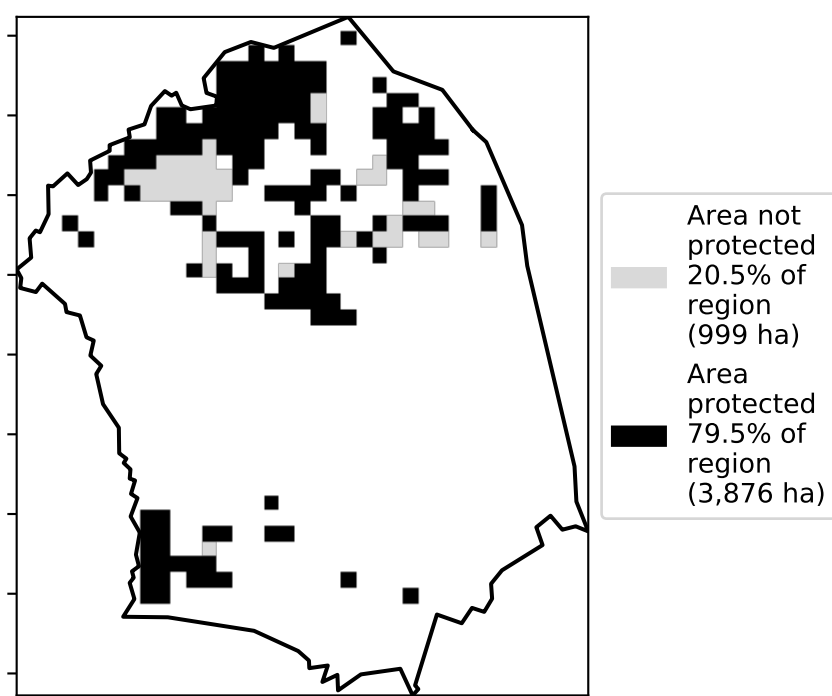 Area not
protected
20.5% of
region
(999 ha)
Area
protected
79.5% of
region
(3,876 ha)